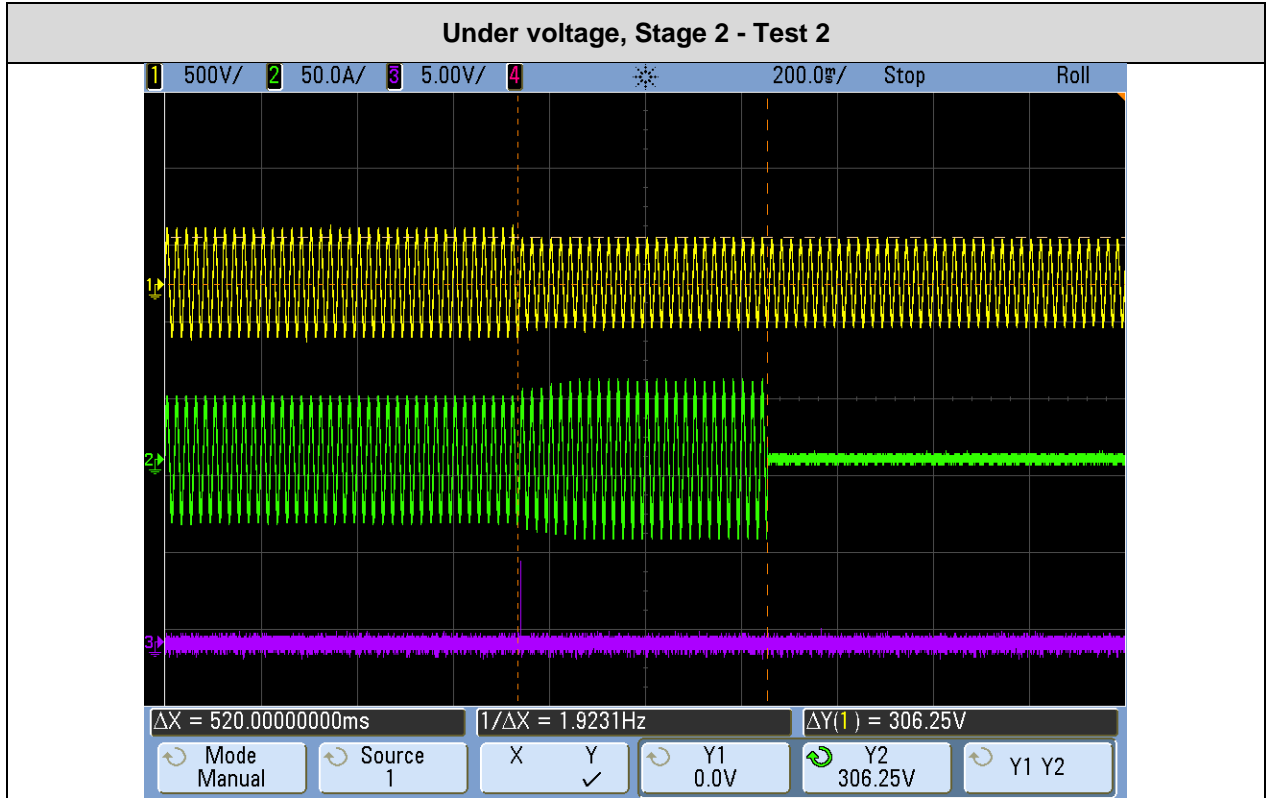 Under voltage, Stage 2 - Test 2
1 500V/ 2 50.0A/ 3 5.00V/ 4 200.0ms/ Stop Roll
1
2
3
ΔX = 520.00000000ms 1/ΔX = 1.9231Hz ΔY(1) = 306.25V
Mode Source X Y Y1 Y2 Y1 Y2
Manual 1 ✓ 0.0V 306.25V